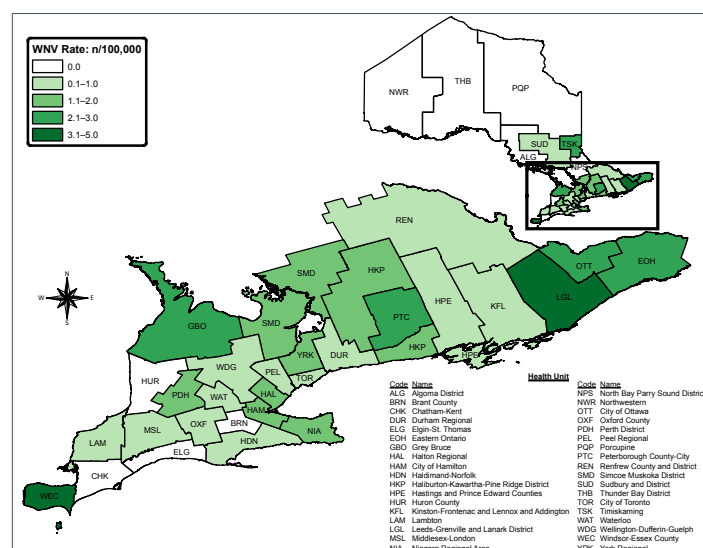 WNV Rate: n/100,000
0.0
0.1–1.0
1.1–2.0
2.1–3.0
3.1–5.0
NWR
THB
PQP
SUD
TSK
ALG
NPS
N
W
E
S
REN
SMD
HKP
OTT
EOH
HPE
LGL
PTC
KFL
GBO
SMD
YRK
DUR
HKP
HPE
WDG
PEL
TOR
HUR
PDH
WAT
HAL
HAM
MSL
OXF
BRN
NIA
LAM
HDN
ELG
CHK
WEC
Health Unit
Code Name
ALG Algoma District
BRN Brant County
CHK Chatham-Kent
DUR Durham Regional
ELG Elgin-St. Thomas
EOH Eastern Ontario
GBO Grey Bruce
HAL Halton Regional
HAM City of Hamilton
HDN Haldimand-Norfolk
HKP Haliburton-Kawartha-Pine Ridge District
HPE Hastings and Prince Edward Counties
HUR Huron County
KFL Kinston-Frontenac and Lennox and Addington
LAM Lambton
LGL Leeds-Grenville and Lanark District
MSL Middlesex-London
NIA Niagara Regional Area
Code Name
NPS North Bay Parry Sound District
NWR Northwestern
OTT City of Ottawa
OXF Oxford County
PDH Perth District
PEL Peel Regional
PQP Porcupine
PTC Peterborough County-City
REN Renfrew County and District
SMD Simcoe Muskoka District
SUD Sudbury and District
THB Thunder Bay District
TOR City of Toronto
TSK Timiskaming
WAT Waterloo
WDG Wellington-Dufferin-Guelph
WEC Windsor-Essex County
YRK York Regional